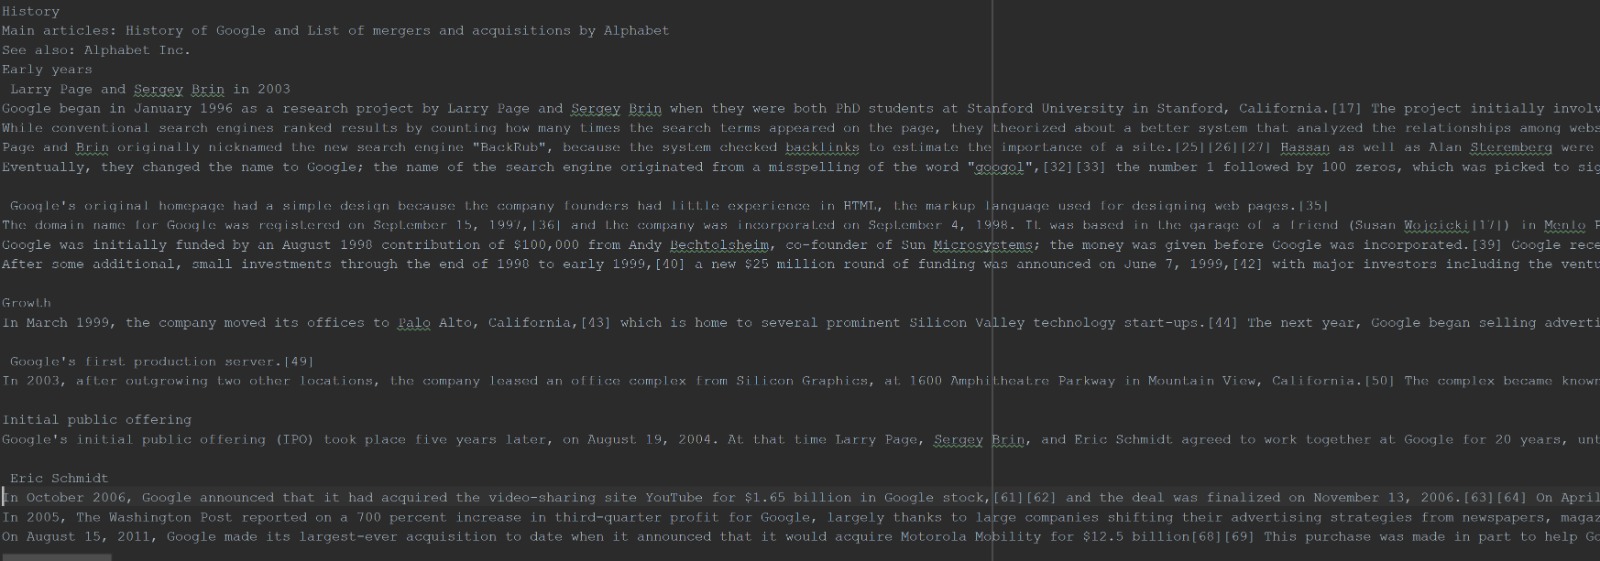 History
Main articles: History of Google and List of mergers and acquisitions by Alphabet
See also: Alphabet Inc.
Early years
Larry Page and Sergey Brin in 2003
Google began in January 1996 as a research project by Larry Page and Sergey Brin when they were both PhD students at Stanford University in Stanford, California.[17] The project initially involv
While conventional search engines ranked results by counting how many times the search terms appeared on the page, they theorized about a better system that analyzed the relationships among webs
Page and Brin originally nicknamed the new search engine "BackRub", because the system checked backlinks to estimate the importance of a site.[25][26][27] Hassan as well as Alan Steremberg were
Eventually, they changed the name to Google; the name of the search engine originated from a misspelling of the word "googol",[32][33] the number 1 followed by 100 zeros, which was picked to sig
Google's original homepage had a simple design because the company founders had little experience in HTML, the markup language used for designing web pages.[35]
The domain name for Google was registered on September 15, 1997,[36] and the company was incorporated on September 4, 1998. It was based in the garage of a friend (Susan Wojcicki[17]) in Menlo P
Google was initially funded by an August 1998 contribution of $100,000 from Andy Bechtolsheim, co-founder of Sun Microsystems; the money was given before Google was incorporated.[39] Google rece
After some additional, small investments through the end of 1998 to early 1999,[40] a new $25 million round of funding was announced on June 7, 1999,[42] with major investors including the ventu
Growth
In March 1999, the company moved its offices to Palo Alto, California,[43] which is home to several prominent Silicon Valley technology start-ups.[44] The next year, Google began selling adverti
Google's first production server.[49]
In 2003, after outgrowing two other locations, the company leased an office complex from Silicon Graphics, at 1600 Amphitheatre Parkway in Mountain View, California.[50] The complex became known
Initial public offering
Google's initial public offering (IPO) took place five years later, on August 19, 2004. At that time Larry Page, Sergey Brin, and Eric Schmidt agreed to work together at Google for 20 years, unt
Eric Schmidt
In October 2006, Google announced that it had acquired the video-sharing site YouTube for $1.65 billion in Google stock,[61][62] and the deal was finalized on November 13, 2006.[63][64] On April
In 2005, The Washington Post reported on a 700 percent increase in third-quarter profit for Google, largely thanks to large companies shifting their advertising strategies from newspapers, magaz
On August 15, 2011, Google made its largest-ever acquisition to date when it announced that it would acquire Motorola Mobility for $12.5 billion[68][69] This purchase was made in part to help Go